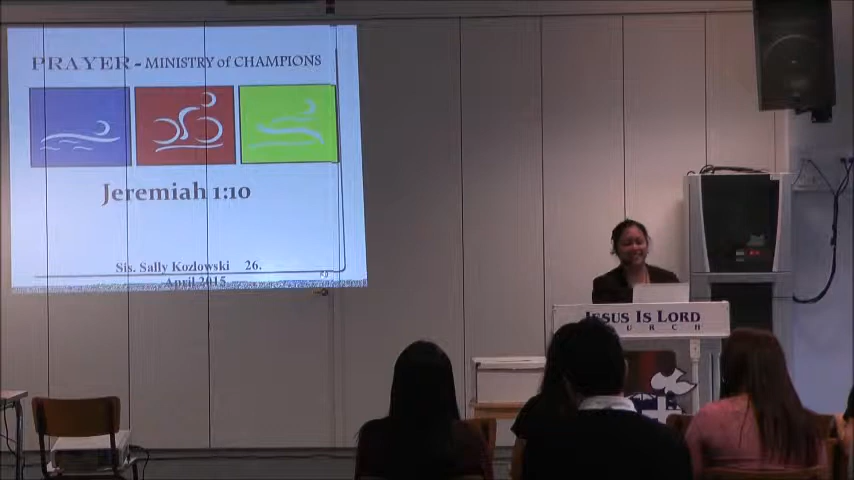 PRAYER – MINISTRY of CHAMPIONS
Jeremiah 1:10
Sis. Sally Kozlowski 26.
April 2015
JESUS IS LORD
CHURCH